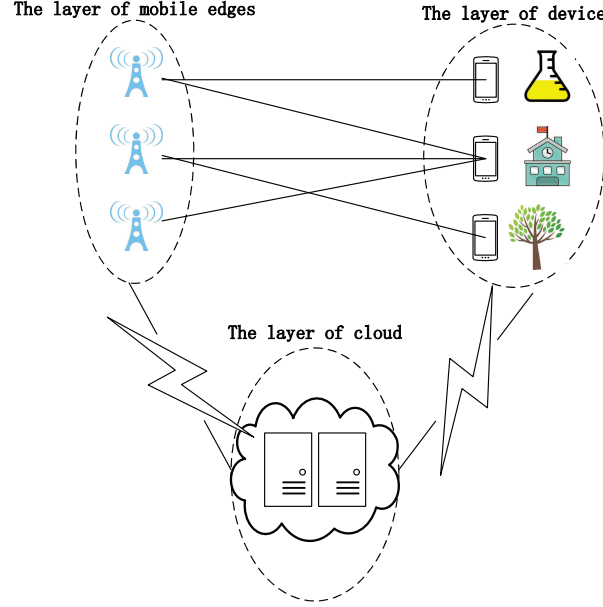 The layer of mobile edges
The layer of device
The layer of cloud